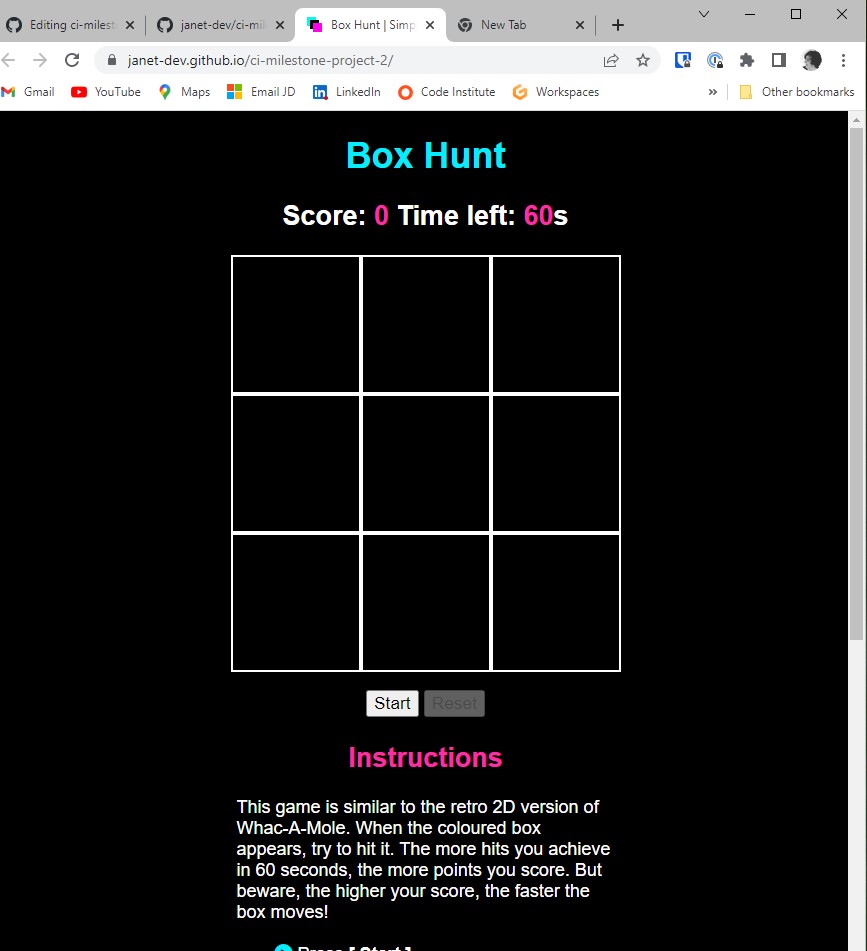 Editing ci-milest
janet-dev/ci-mil
Box Hunt | Simp
New Tab
janet-dev.github.io/ci-milestone-project-2/
Gmail
YouTube
Maps
Email JD
LinkedIn
Code Institute
Workspaces
»
Other bookmarks
Box Hunt
Score: 0 Time left: 60s
Start
Reset
Instructions
This game is similar to the retro 2D version of
Whac-A-Mole. When the coloured box
appears, try to hit it. The more hits you achieve
in 60 seconds, the more points you score. But
beware, the higher your score, the faster the
box moves!
Press [ Start ]